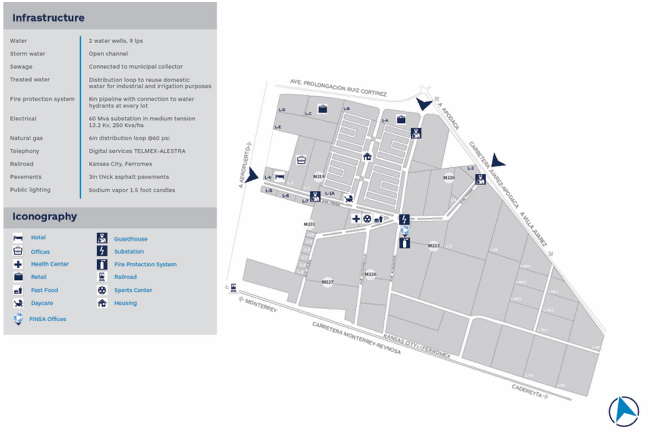 Infrastructure
Water 2 water wells, 9 lps
Storm water Open channel
Sewage Connected to municipal collector
Treated water Distribution loop to reuse domestic
water for industrial and irrigation purposes
Fire protection system 8in pipeline with connection to water
hydrants at every lot
Electrical 60 Mva substation in medium tension
13.2 Kv, 250 Kva/ha
Natural gas 6in distribution loop @60 psi
Telephony Digital services TELMEX-ALESTRA
Railroad Kansas City, Ferromex
Pavements 3in thick asphalt pavements
Public lighting Sodium vapor 1.5 foot candles
Iconography
Hotel Guardhouse
Offices Substation
Health Center Fire Protection System
Retail Railroad
Fast Food Sports Center
Daycare Housing
FINSA Offices
AVE. PROLONGACION RUIZ CORTINEZ
A APODACA
CARRETERA JUAREZ-APODACA
A VILLA JUAREZ
A AEROPUERTO
L-D
L-C
L-B
L-A
L-E
L-3
L-4
L-5
L-6
L-7
L-1A
M214
M220
M221
M222
M226
M227
MONTERREY
CARRETERA MONTERREY-REYNOSA
KANSAS CITY / FERROMEX
CADEREYTA